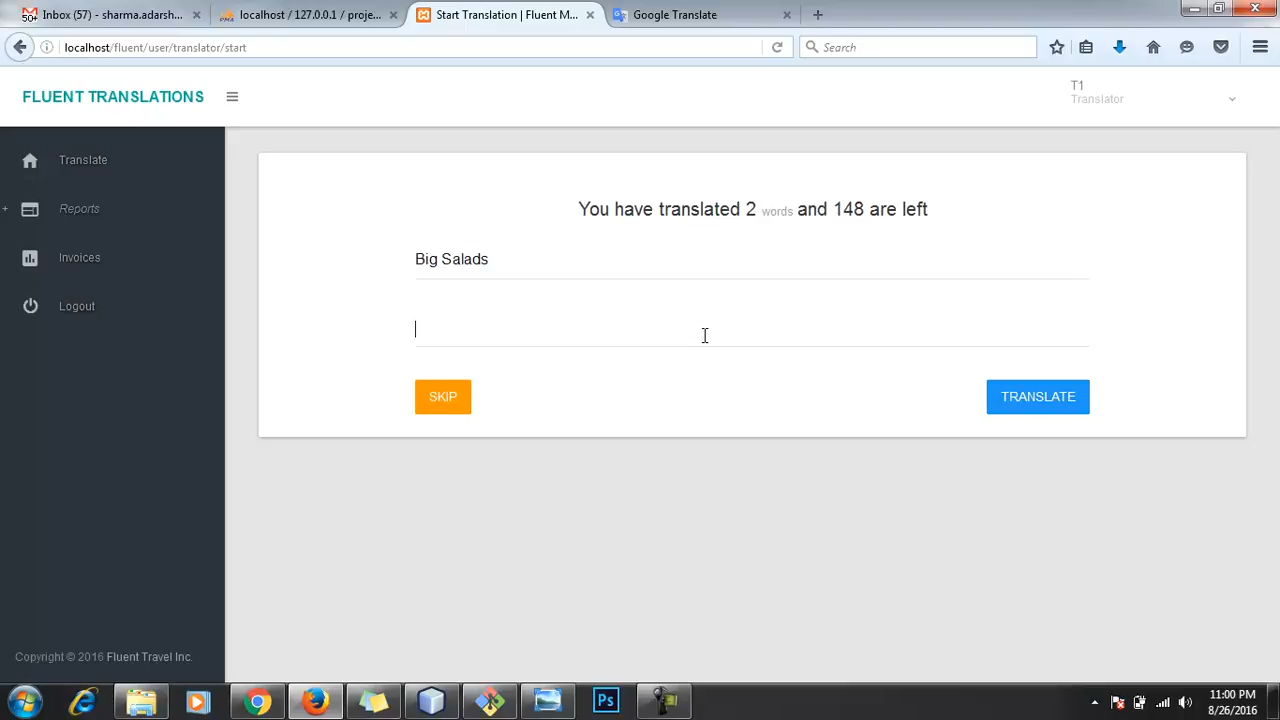 Inbox (57) - sharma.adarsh...
localhost / 127.0.0.1 / proje...
Start Translation | Fluent M...
Google Translate
localhost/fluent/user/translator/start
Search
FLUENT TRANSLATIONS
T1
Translator
Translate
Reports
Invoices
Logout
You have translated 2 words and 148 are left
Big Salads
SKIP
TRANSLATE
Copyright © 2016 Fluent Travel Inc.
Ps
11:00 PM
8/26/2016